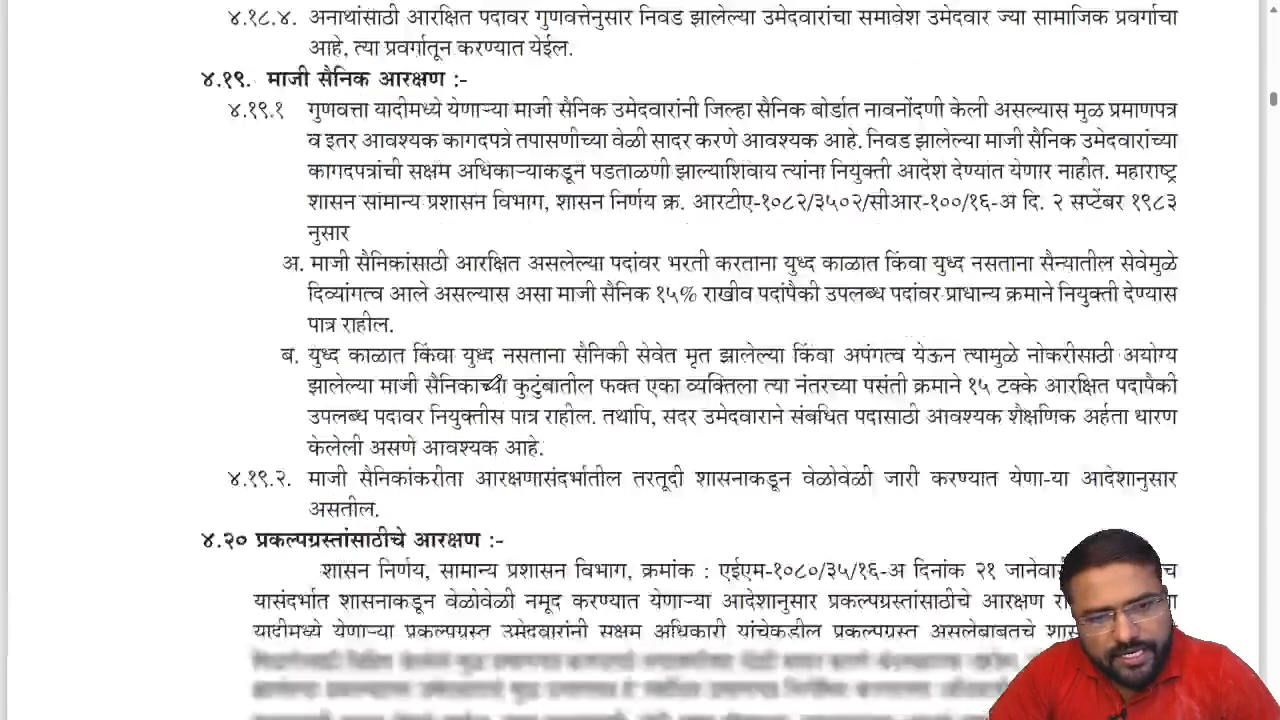 ४.१८.४. अनाथांसाठी आरक्षित पदावर गुणवत्तेनुसार निवड झालेल्या उमेदवारांचा समावेश उमेदवार ज्या सामाजिक प्रवर्गाचा
आहे, त्या प्रवर्गातून करण्यात येईल.
४.१९. माजी सैनिक आरक्षण :-
४.१९.१ गुणवत्ता यादीमध्ये येणाऱ्या माजी सैनिक उमेदवारांनी जिल्हा सैनिक बोर्डात नावनोंदणी केली असल्यास मुळ प्रमाणपत्र
व इतर आवश्यक कागदपत्रे तपासणीच्या वेळी सादर करणे आवश्यक आहे. निवड झालेल्या माजी सैनिक उमेदवारांच्या
कागदपत्रांची सक्षम अधिकाऱ्याकडून पडताळणी झाल्याशिवाय त्यांना नियुक्ती आदेश देण्यांत येणार नाहीत. महाराष्ट्र
शासन सामान्य प्रशासन विभाग, शासन निर्णय क्र. आरटीए-१०८२/३५०२/सीआर-१००/१६-अ दि. २ सप्टेंबर १९८३
नुसार
अ. माजी सैनिकांसाठी आरक्षित असलेल्या पदांवर भरती करताना युध्द काळात किंवा युध्द नसताना सैन्यातील सेवेमुळे
दिव्यांगत्व आले असल्यास असा माजी सैनिक १५% राखीव पदांपैकी उपलब्ध पदांवर प्राधान्य क्रमाने नियुक्ती देण्यास
पात्र राहील.
ब. युध्द काळात किंवा युध्द नसताना सैनिकी सेवेत मृत झालेल्या किंवा अपंगत्व येऊन त्यामुळे नोकरीसाठी अयोग्य
झालेल्या माजी सैनिकाच्या कुटुंबातील फक्त एका व्यक्तिला त्या नंतरच्या पसंती क्रमाने १५ टक्के आरक्षित पदापैकी
उपलब्ध पदावर नियुक्तीस पात्र राहील. तथापि, सदर उमेदवाराने संबधित पदासाठी आवश्यक शैक्षणिक अर्हता धारण
केलेली असणे आवश्यक आहे.
४.१९.२. माजी सैनिकांकरीता आरक्षणासंदर्भातील तरतूदी शासनाकडून वेळोवेळी जारी करण्यात येणा-या आदेशानुसार
असतील.
४.२० प्रकल्पग्रस्तांसाठीचे आरक्षण :-
शासन निर्णय, सामान्य प्रशासन विभाग, क्रमांक : एईएम-१०८०/३५/१६-अ दिनांक २१ जानेवा
यासंदर्भात शासनाकडून वेळोवेळी नमूद करण्यात येणाऱ्या आदेशानुसार प्रकल्पग्रस्तांसाठीचे आरक्षण
यादीमध्ये येणाऱ्या प्रकल्पग्रस्त उमेदवारांनी सक्षम अधिकारी यांचेकडील प्रकल्पग्रस्त असलेबाबतचे